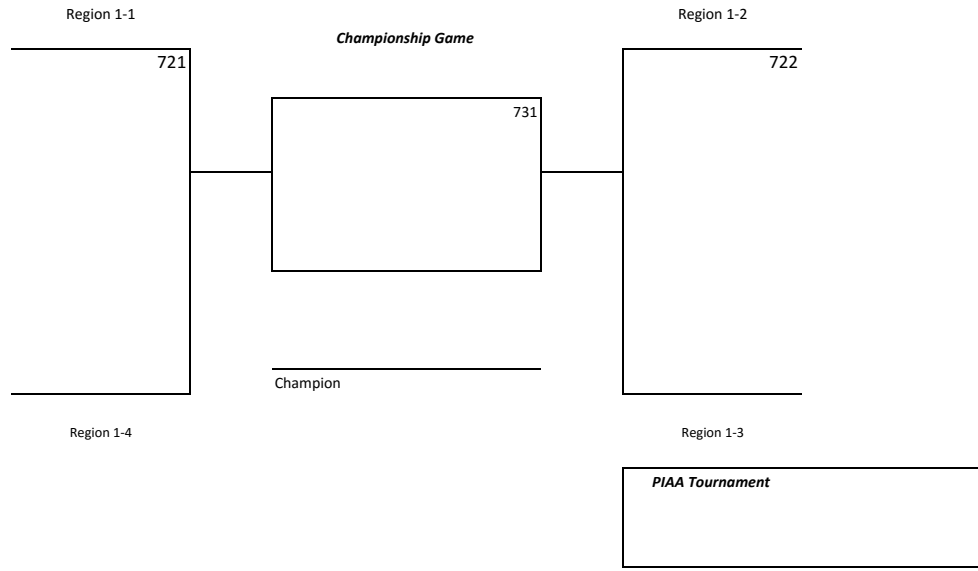 Region 1-1
Region 1-2
Championship Game
721
722
731
Champion
Region 1-4
Region 1-3
PIAA Tournament